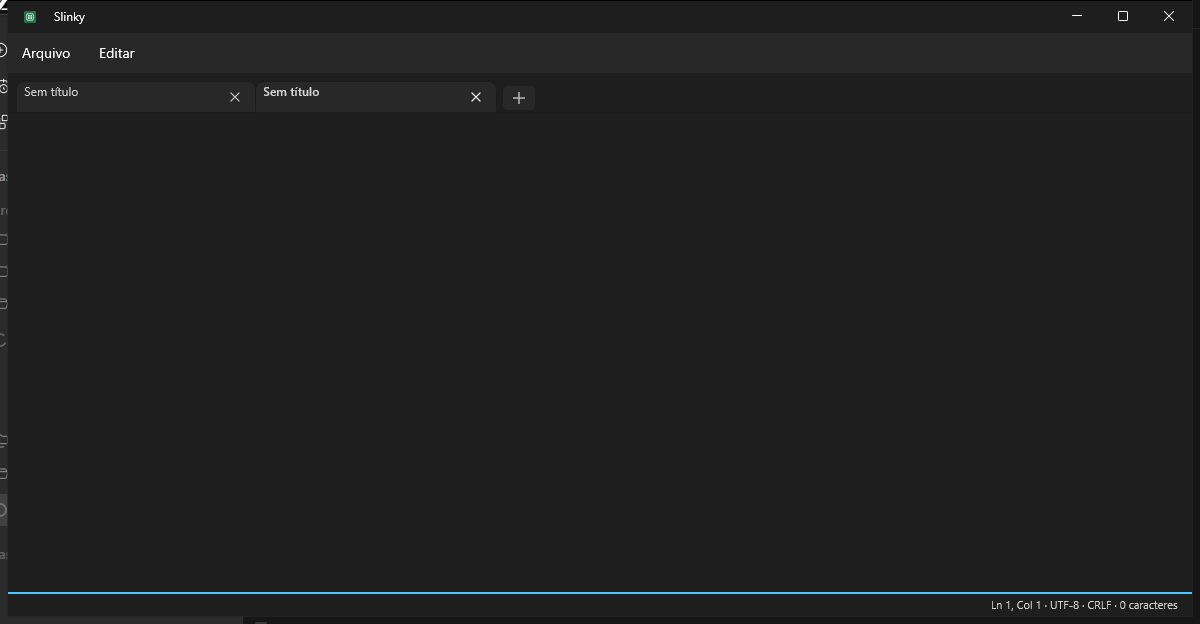 Slinky
Arquivo Editar
Sem título Sem título
Ln 1, Col 1 · UTF-8 · CRLF · 0 caracteres